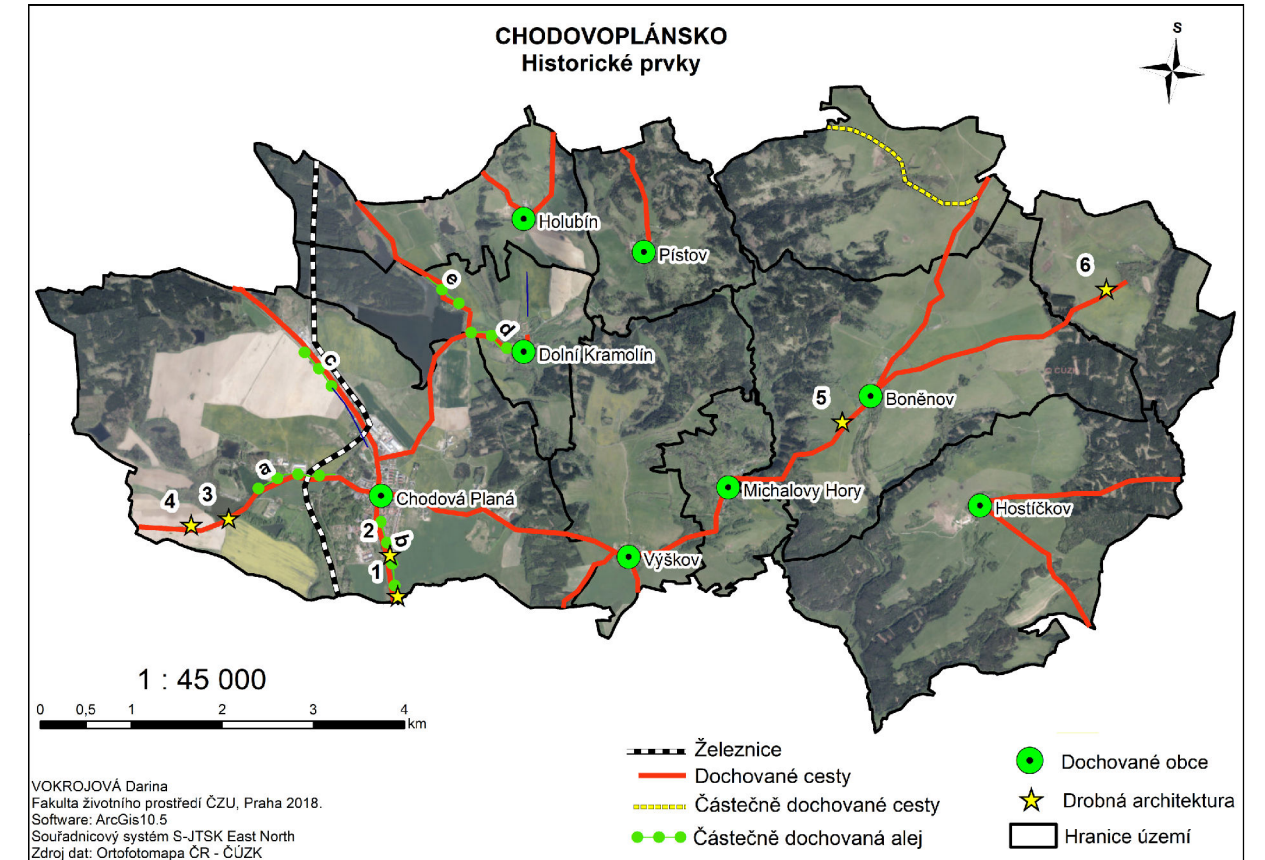 CHODOVOPLÁNSKO
Historické prvky
S
Holubín
Pístov
6
e
d
Dolní Kramolín
c
5
Boněnov
a
4
3
Chodová Planá
Michalovy Hory
Hostíčkov
2
b
1
Výškov
1 : 45 000
0 0,5 1 2 3 4
km
Železnice
Dochované cesty
Částečně dochované cesty
Částečně dochovaná alej
Dochované obce
Drobná architektura
Hranice území
VOKROJOVÁ Darina
Fakulta životního prostředí ČZU, Praha 2018.
Software: ArcGis10.5
Souřadnicový systém S-JTSK East North
Zdroj dat: Ortofotomapa ČR - ČÚZK